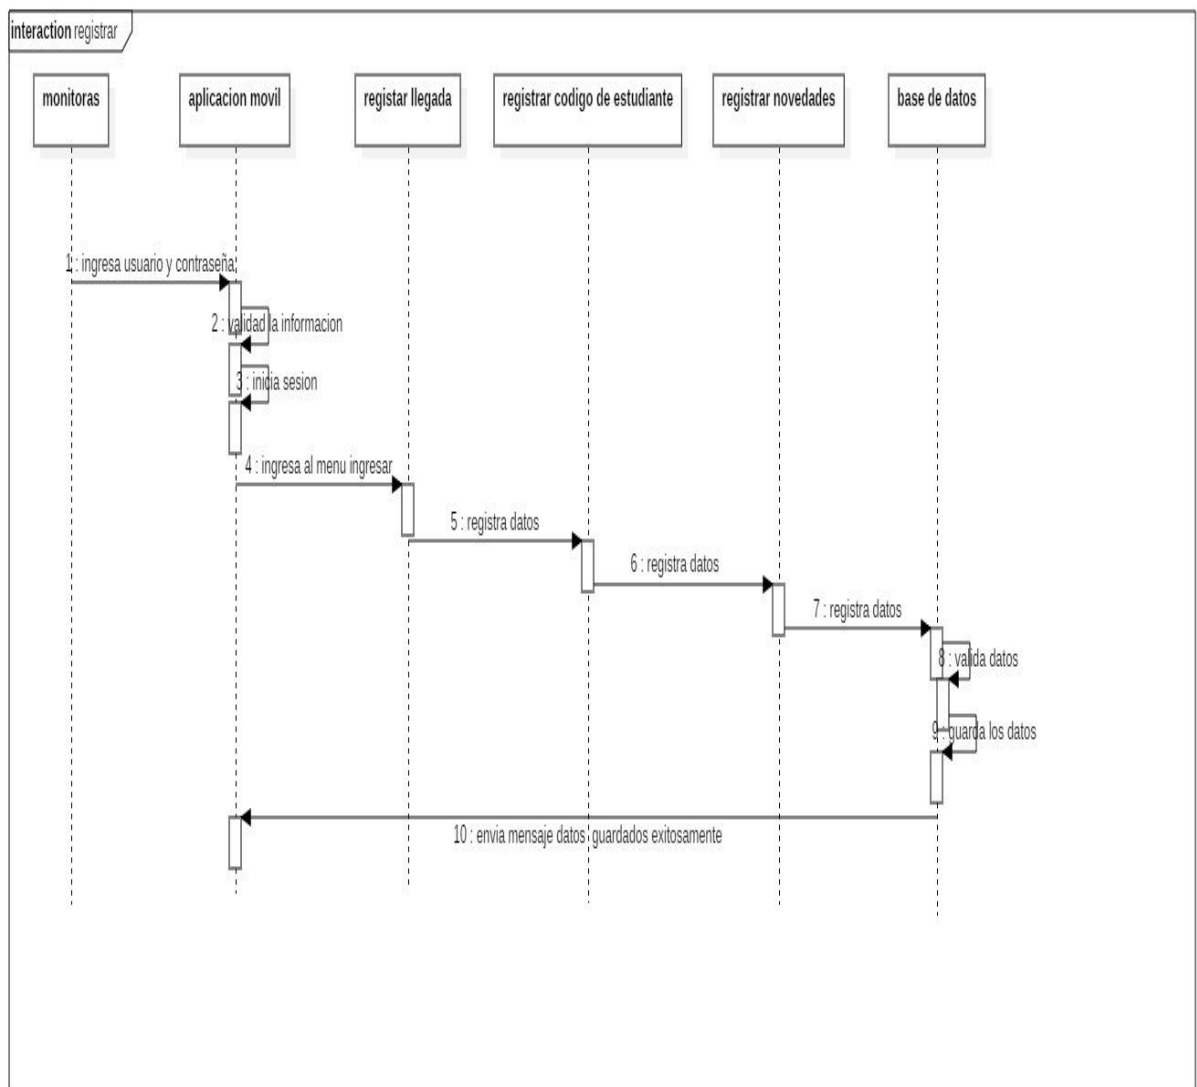 interaction registrar
monitoras
aplicacion movil
registar llegada
registrar codigo de estudiante
registrar novedades
base de datos
1 : ingresa usuario y contraseña
2 : validad la informacion
3 : inicia sesion
4 : ingresa al menu ingresar
5 : registra datos
6 : registra datos
7 : registra datos
8 : valida datos
9 : guarda los datos
10 : envia mensaje datos guardados exitosamente